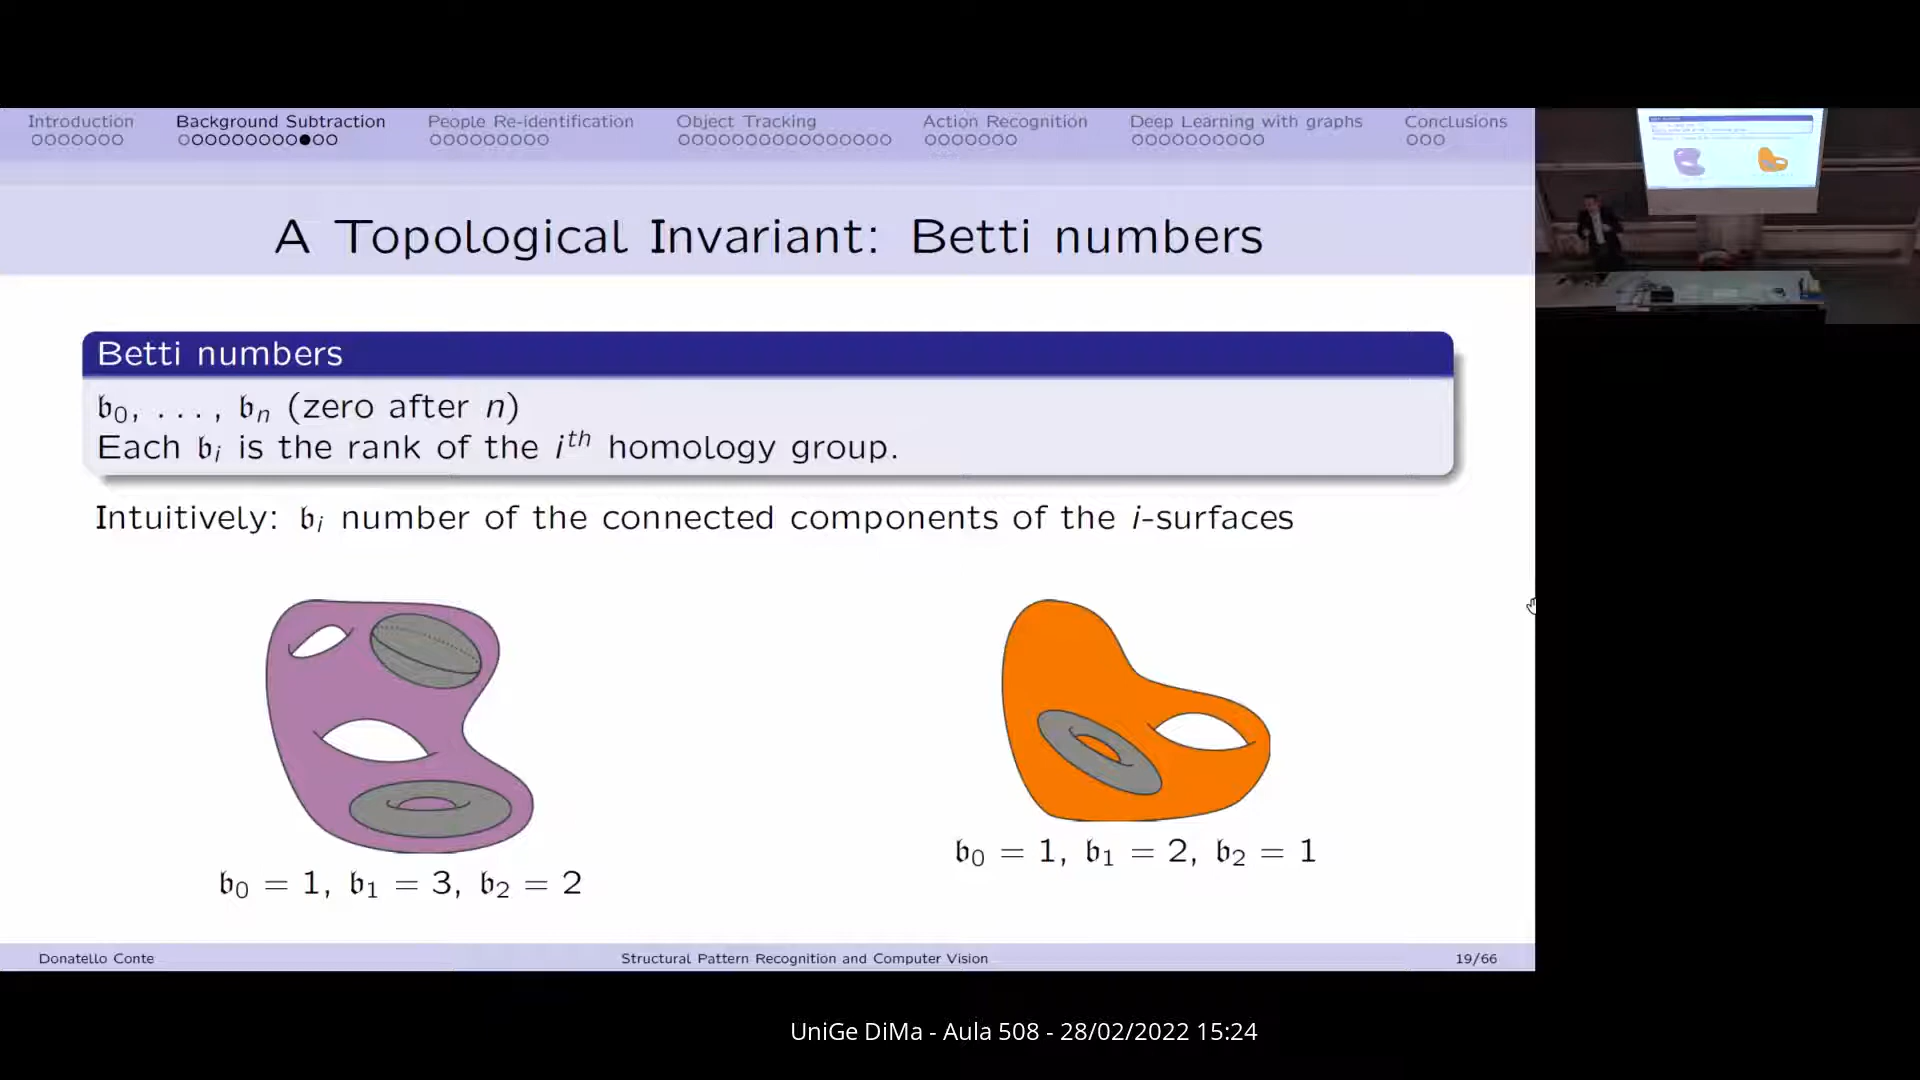 Introduction Background Subtraction People Re-identification Object Tracking Action Recognition Deep Learning with graphs Conclusions
A Topological Invariant: Betti numbers
Betti numbers
𝔟₀, . . . , 𝔟ₙ (zero after n)
Each 𝔟ᵢ is the rank of the iᵗʰ homology group.
Intuitively: 𝔟ᵢ number of the connected components of the i-surfaces
𝔟₀ = 1, 𝔟₁ = 3, 𝔟₂ = 2
𝔟₀ = 1, 𝔟₁ = 2, 𝔟₂ = 1
Donatello Conte Structural Pattern Recognition and Computer Vision 19/66
UniGe DiMa - Aula 508 - 28/02/2022 15:24